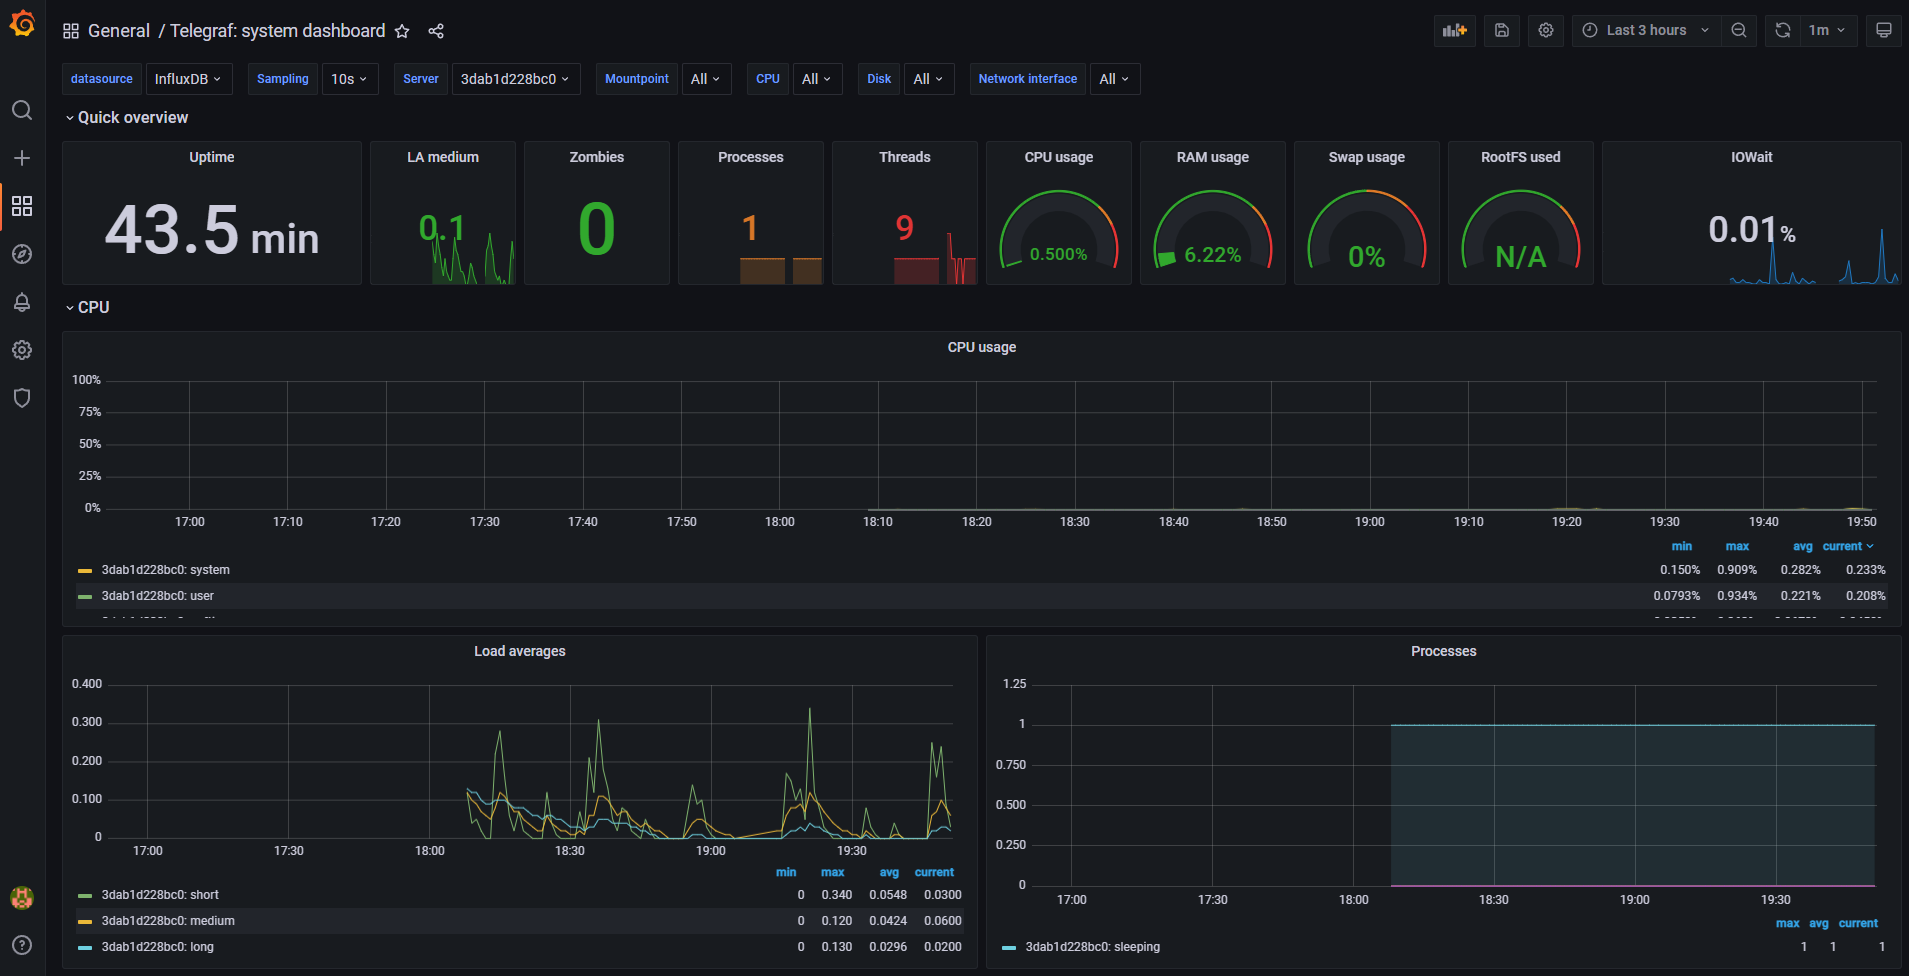 General / Telegraf: system dashboard
Last 3 hours
1m
datasource InfluxDB Sampling 10s Server 3dab1d228bc0 Mountpoint All CPU All Disk All Network interface All
Quick overview
Uptime
43.5 min
LA medium
0.1
Zombies
0
Processes
1
Threads
9
CPU usage
0.500%
RAM usage
6.22%
Swap usage
0%
RootFS used
N/A
IOWait
0.01%
CPU
CPU usage
100%
75%
50%
25%
0%
17:00 17:10 17:20 17:30 17:40 17:50 18:00 18:10 18:20 18:30 18:40 18:50 19:00 19:10 19:20 19:30 19:40 19:50
min max avg current
3dab1d228bc0: system 0.150% 0.909% 0.282% 0.233%
3dab1d228bc0: user 0.0793% 0.934% 0.221% 0.208%
Load averages
0.400
0.300
0.200
0.100
0
17:00 17:30 18:00 18:30 19:00 19:30
min max avg current
3dab1d228bc0: short 0 0.340 0.0548 0.0300
3dab1d228bc0: medium 0 0.120 0.0424 0.0600
3dab1d228bc0: long 0 0.130 0.0296 0.0200
Processes
1.25
1
0.750
0.500
0.250
0
17:00 17:30 18:00 18:30 19:00 19:30
max avg current
3dab1d228bc0: sleeping 1 1 1